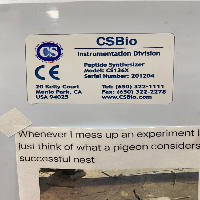 CSBio
CS
Instrumentation Division
Peptide Synthesizer
Model: CS136X
Serial Number: 201204
CE
20 Kelly Court
Menlo Park, CA
USA 94025
Tel: (650) 322-1111
Fax: (650) 322-2278
www.CSBio.com
Whenever I mess up an experiment I
just think of what a pigeon considers
successful nest